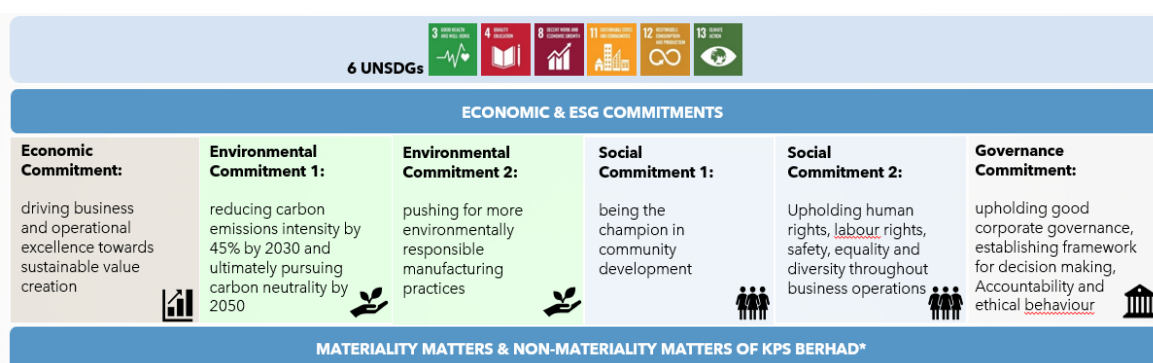 3 GOOD HEALTH AND WELL-BEING
4 QUALITY EDUCATION
8 DECENT WORK AND ECONOMIC GROWTH
11 SUSTAINABLE CITIES AND COMMUNITIES
12 RESPONSIBLE CONSUMPTION AND PRODUCTION
13 CLIMATE ACTION
6 UNSDGs
ECONOMIC & ESG COMMITMENTS
Economic
Commitment:
driving business
and operational
excellence towards
sustainable value
creation
Environmental
Commitment 1:
reducing carbon
emissions intensity by
45% by 2030 and
ultimately pursuing
carbon neutrality by
2050
Environmental
Commitment 2:
pushing for more
environmentally
responsible
manufacturing
practices
Social
Commitment 1:
being the
champion in
community
development
Social
Commitment 2:
Upholding human
rights, labour rights,
safety, equality and
diversity throughout
business operations
Governance
Commitment:
upholding good
corporate governance,
establishing framework
for decision making,
Accountability and
ethical behaviour
MATERIALITY MATTERS & NON-MATERIALITY MATTERS OF KPS BERHAD*